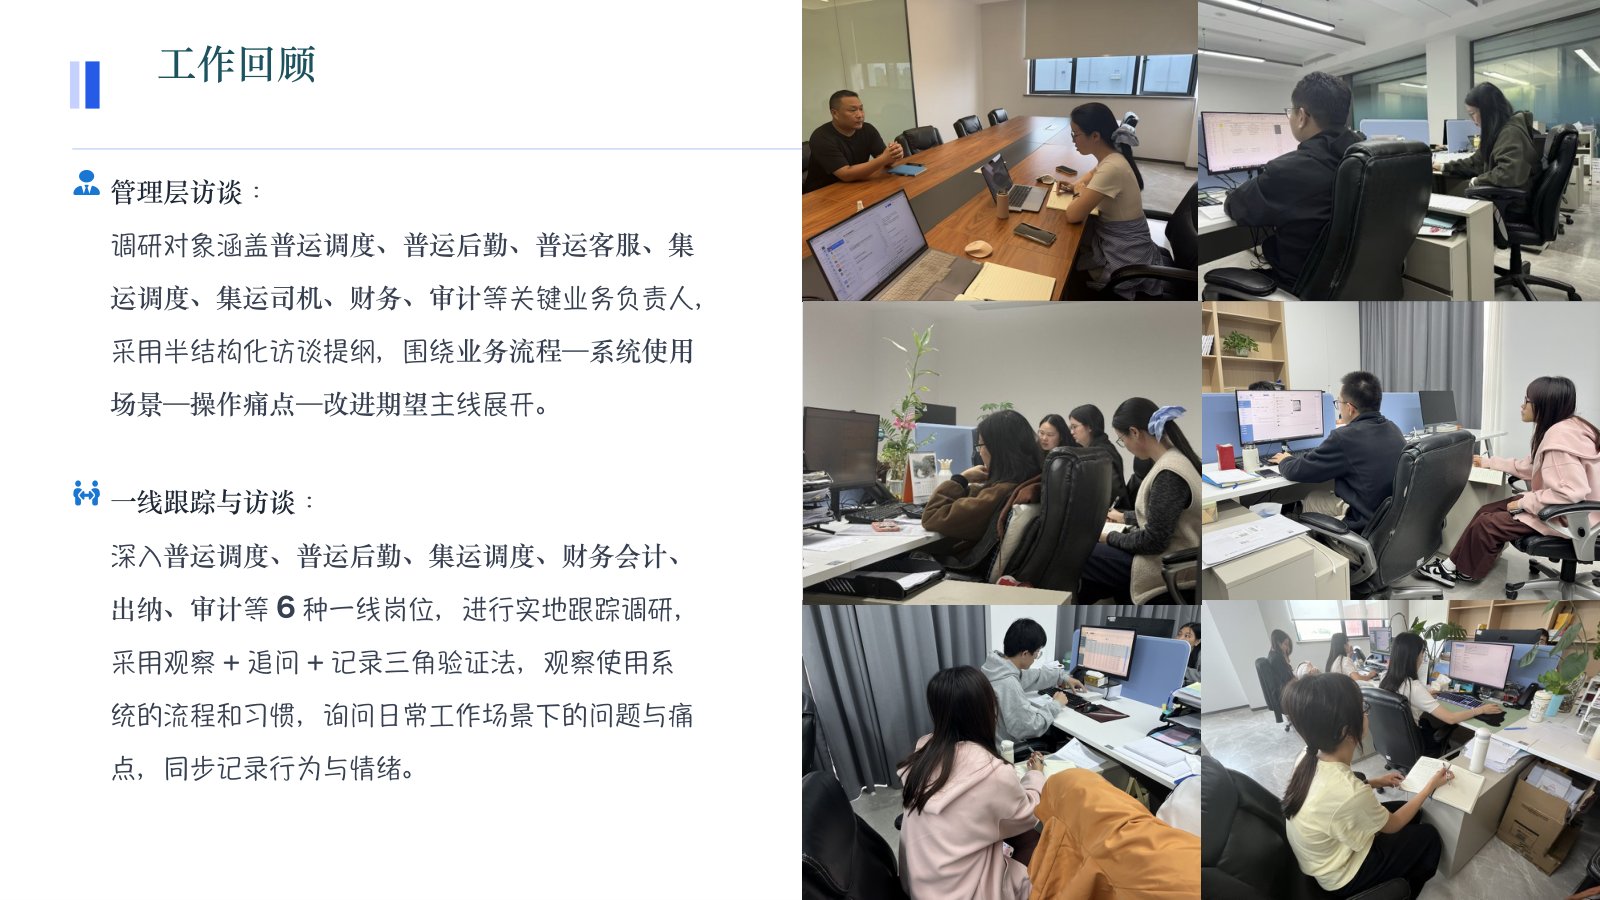 工作回顾
管理层访谈：
调研对象涵盖普运调度、普运后勤、普运客服、集
运调度、集运司机、财务、审计等关键业务负责人，
采用半结构化访谈提纲，围绕业务流程—系统使用
场景—操作痛点—改进期望主线展开。
一线跟踪与访谈：
深入普运调度、普运后勤、集运调度、财务会计、
出纳、审计等 6 种一线岗位，进行实地跟踪调研，
采用观察 + 追问 + 记录三角验证法，观察使用系
统的流程和习惯，询问日常工作场景下的问题与痛
点，同步记录行为与情绪。